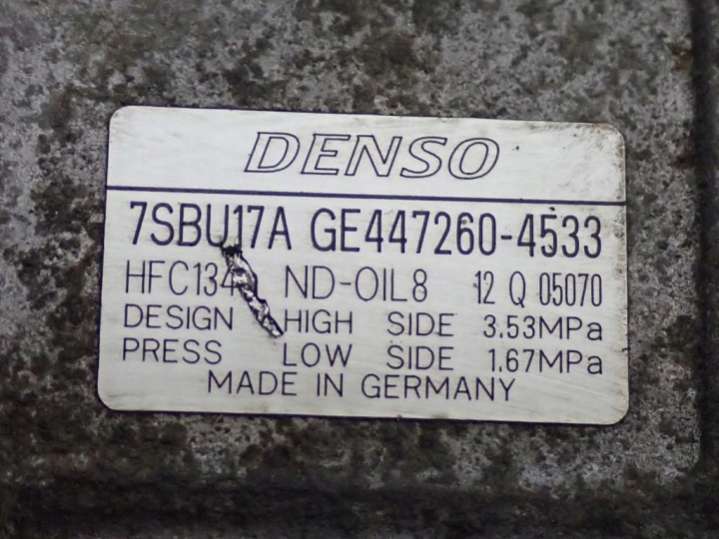 DENSO
7SBU17A GE447260-4533
HFC134 ND-OIL8 12 Q 05070
DESIGN HIGH SIDE 3.53MPa
PRESS LOW SIDE 1.67MPa
MADE IN GERMANY